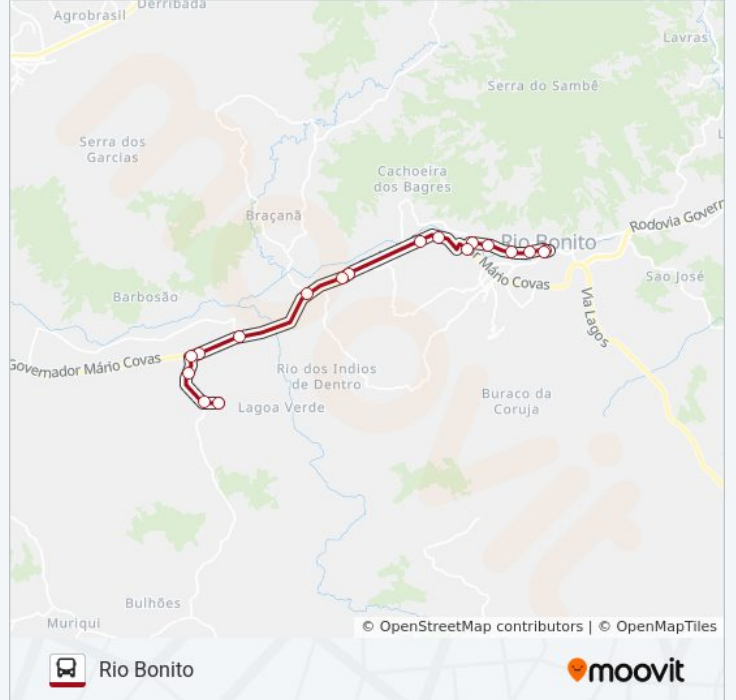 Derribada
Agrobrasil
Lavras
Serra do Sambê
Serra dos
Garcias
Cachoeira
dos Bagres
Braçanã
Rodovia Govern
Rio Bonito
São José
r Mário Covas
Barbosão
Via Lagos
Governador Mário Covas
Rio dos Indios
de Dentro
Buraco da
Coruja
Lagoa Verde
Bulhões
Muriqui
© OpenStreetMap contributors | © OpenMapTiles
Rio Bonito
moovit
moovit